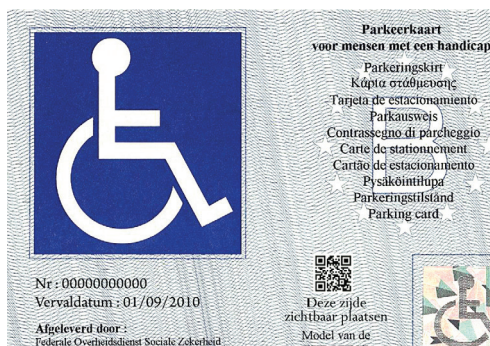 Parkeerkaart
voor mensen met een handicap
Parkeringskirt
Κάρτα στάθμευσης
Tarjeta de estacionamiento
Parkausweis
Contrassegno di parcheggio
Carte de stationnement
Cartão de estacionamento
Pysäköintilupa
Parkeringstilstånd
Parking card
B
Nr : 00000000000
Vervaldatum : 01/09/2010
Afgeleverd door :
Federale Overheidsdienst Sociale Zekerheid
Deze zijde
zichtbaar plaatsen
Model van de